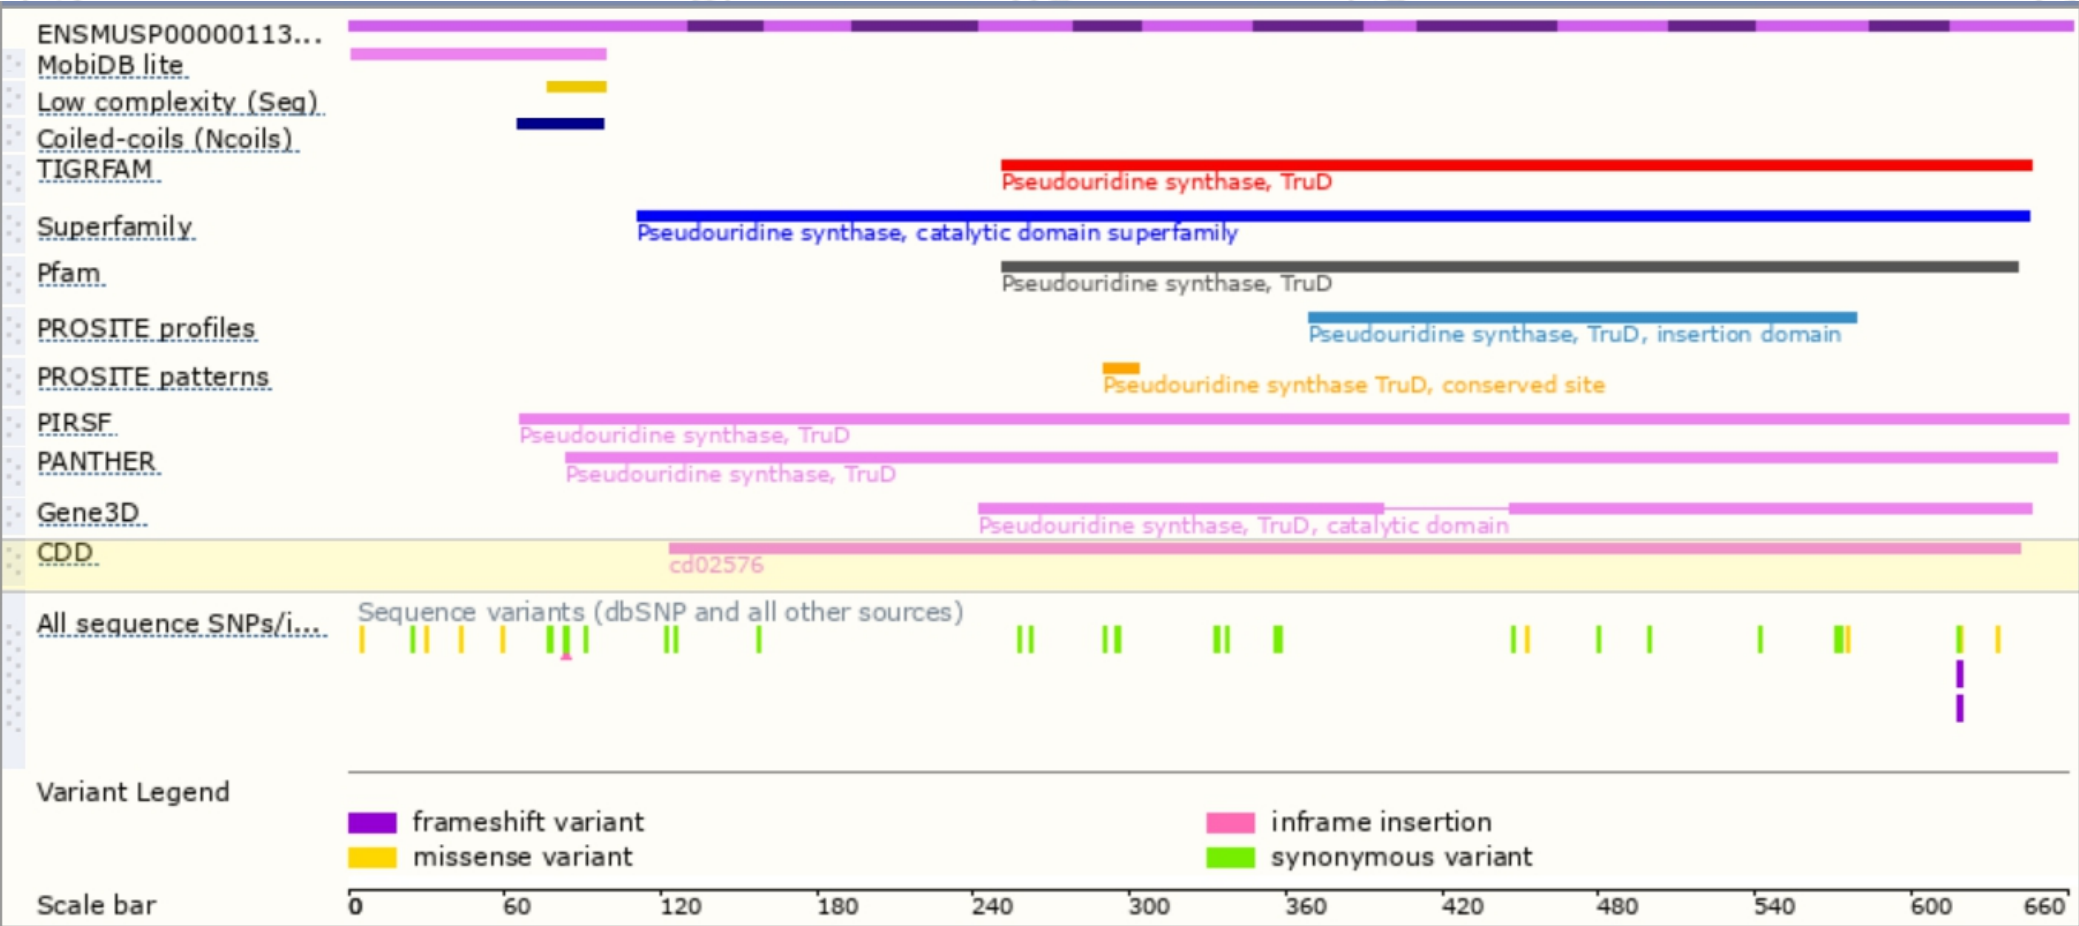 ENSMUSP00000113...
MobiDB lite
Low complexity (Seg)
Coiled-coils (Ncoils)
TIGRFAM
Pseudouridine synthase, TruD
Superfamily
Pseudouridine synthase, catalytic domain superfamily
Pfam
Pseudouridine synthase, TruD
PROSITE profiles
Pseudouridine synthase, TruD, insertion domain
PROSITE patterns
Pseudouridine synthase TruD, conserved site
PIRSF
Pseudouridine synthase, TruD
PANTHER
Pseudouridine synthase, TruD
Gene3D
Pseudouridine synthase, TruD, catalytic domain
CDD
cd02576
Sequence variants (dbSNP and all other sources)
All sequence SNPs/i...
Variant Legend
frameshift variant inframe insertion
missense variant synonymous variant
Scale bar 0 60 120 180 240 300 360 420 480 540 600 660